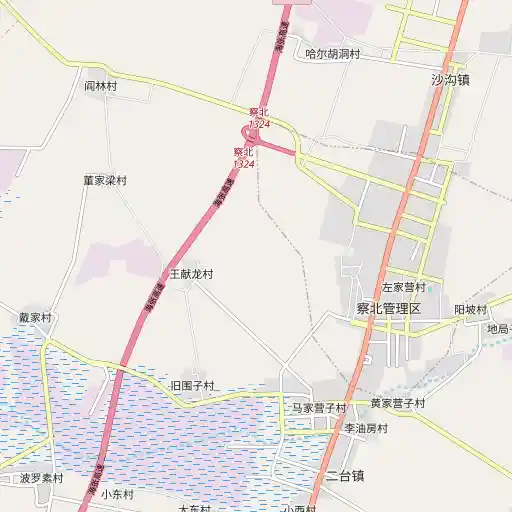 哈尔胡洞村
沙沟镇
阎林村
察北
1324
察北
1324
董家梁村
王献龙村
左家营村
戴家村
察北管理区
阳坡村
旧围子村
马家营子村
黄家营子村
李油房村
波罗素村
二台镇
小东村
大东村
小西村